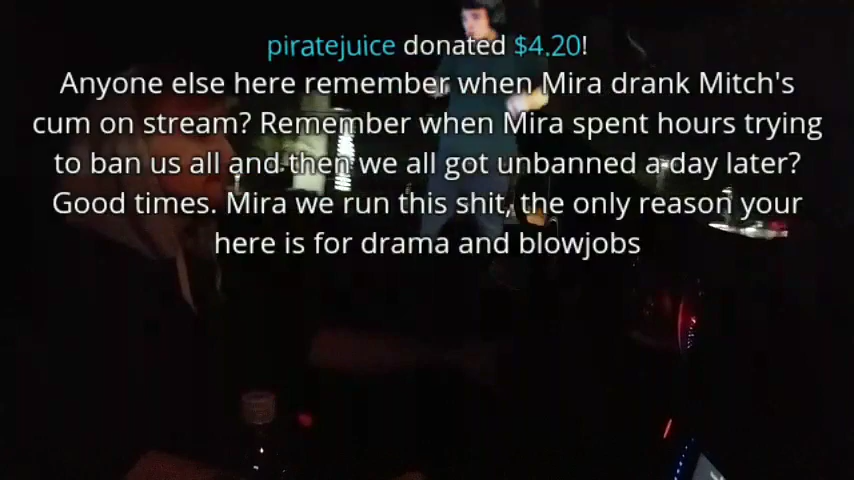 piratejuice donated $4.20!
Anyone else here remember when Mira drank Mitch's
cum on stream? Remember when Mira spent hours trying
to ban us all and then we all got unbanned a day later?
Good times. Mira we run this shit, the only reason your
here is for drama and blowjobs